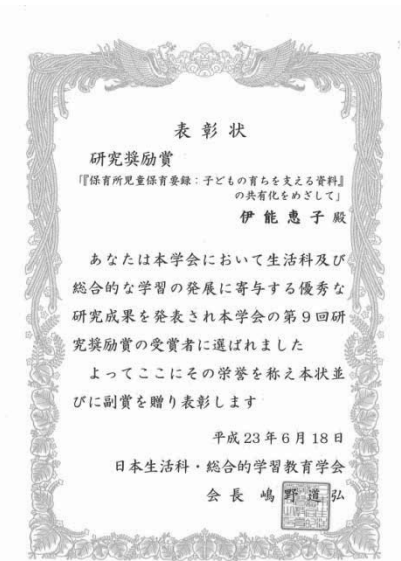 表彰状
研究奨励賞
「『保育所児童保育要録：子どもの育ちを支える資料』
の共有化をめざして」
伊能恵子 殿
あなたは本学会において生活科及び
総合的な学習の発展に寄与する優秀な
研究成果を発表され本学会の第９回研
究奨励賞の受賞者に選ばれました
よってここにその栄誉を称え本状並
びに副賞を贈り表彰します
平成23年6月18日
日本生活科・総合的学習教育学会
会長 嶋野道弘